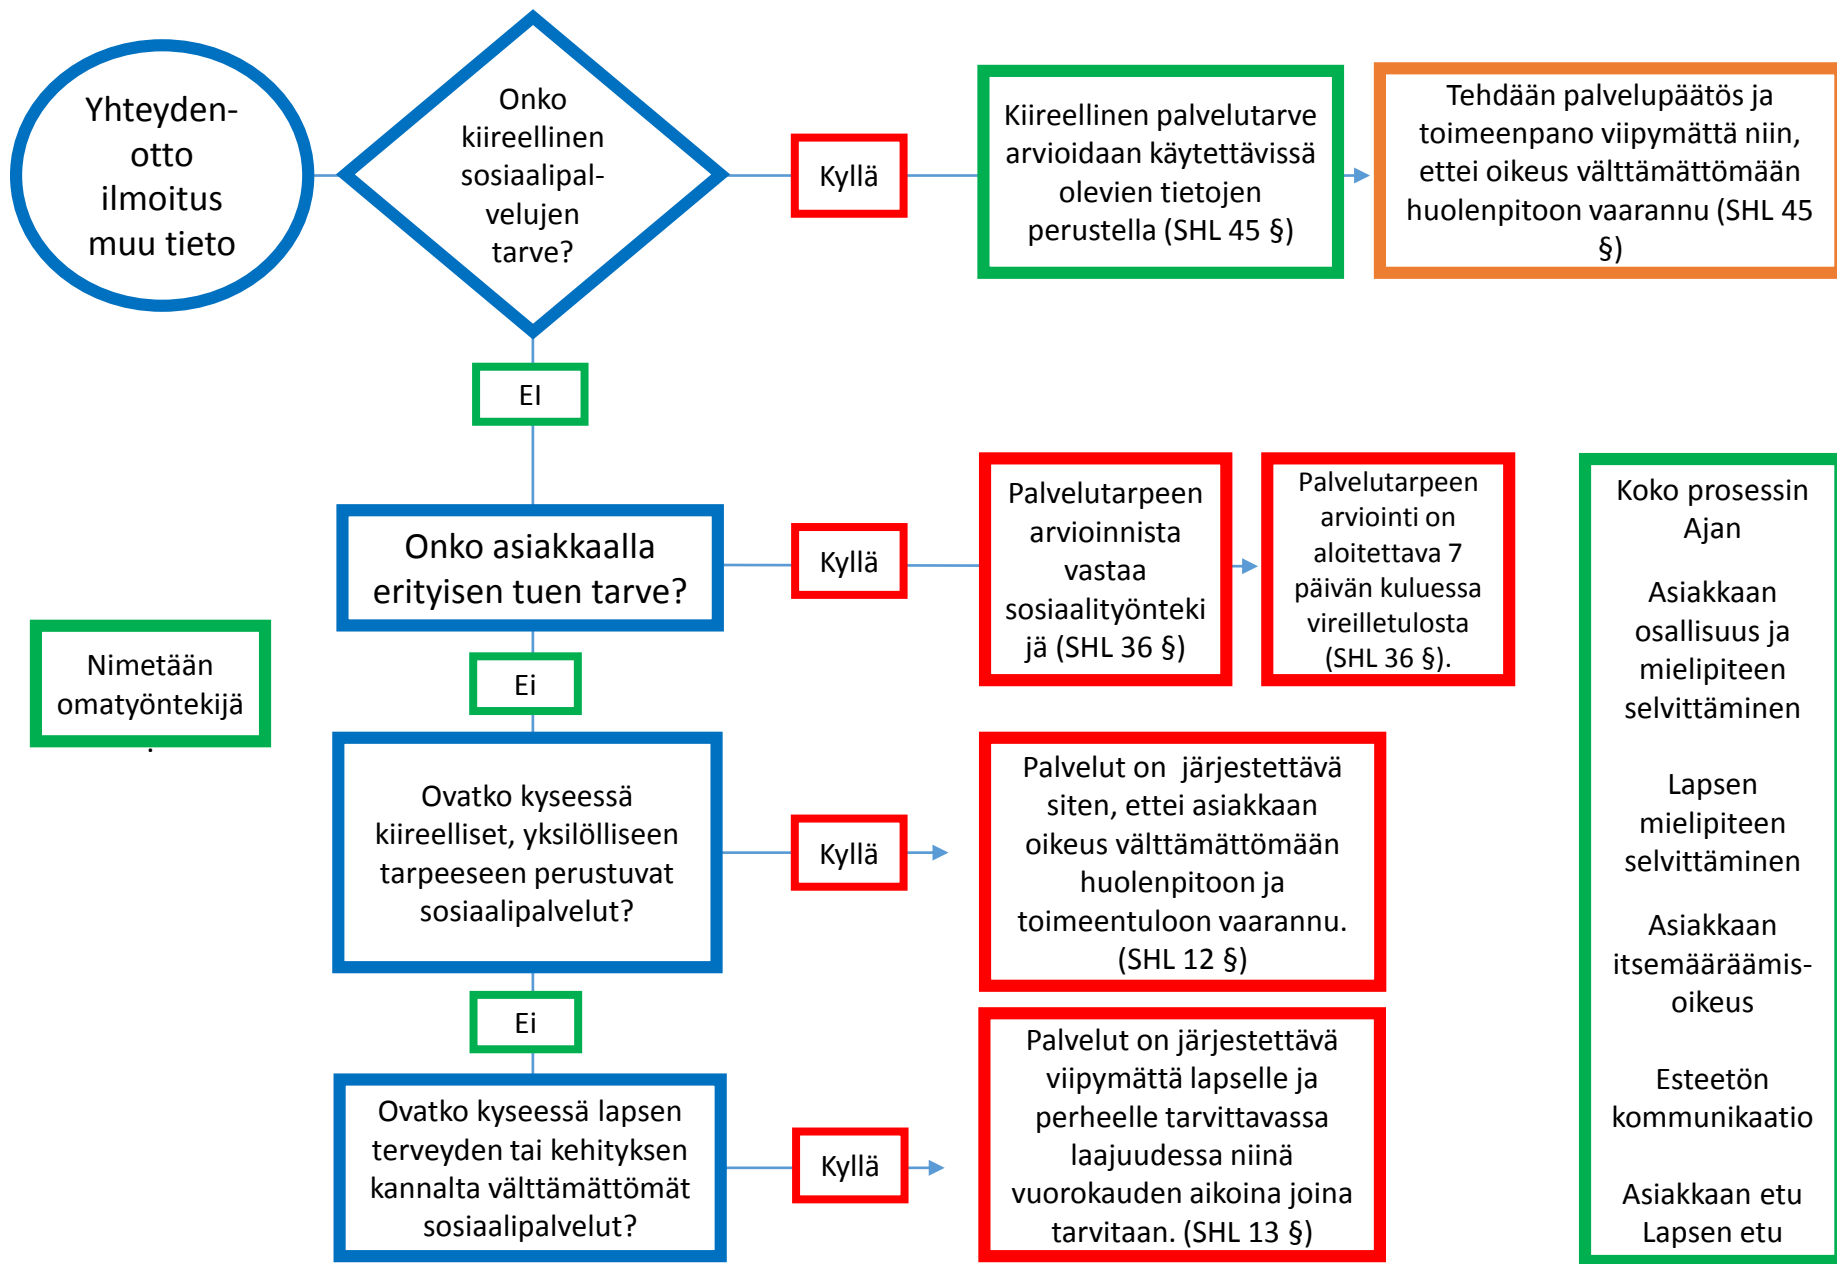 Yhteyden-
otto
ilmoitus
muu tieto
Onko
kiireellinen
sosiaalipal-
velujen
tarve?
Kyllä
Kiireellinen palvelutarve
arvioidaan käytettävissä
olevien tietojen
perustella (SHL 45 §)
Tehdään palvelupäätös ja
toimeenpano viipymättä niin,
ettei oikeus välttämättömään
huolenpitoon vaarannu (SHL 45
§)
EI
Onko asiakkaalla
erityisen tuen tarve?
Kyllä
Palvelutarpeen
arvioinnista
vastaa
sosiaalityönteki
jä (SHL 36 §)
Palvelutarpeen
arviointi on
aloitettava 7
päivän kuluessa
vireilletulosta
(SHL 36 §).
Nimetään
omatyöntekijä
.
Ei
Ovatko kyseessä
kiireelliset, yksilölliseen
tarpeeseen perustuvat
sosiaalipalvelut?
Kyllä
Palvelut on  järjestettävä
siten, ettei asiakkaan
oikeus välttämättömään
huolenpitoon ja
toimeentuloon vaarannu.
(SHL 12 §)
Ei
Ovatko kyseessä lapsen
terveyden tai kehityksen
kannalta välttämättömät
sosiaalipalvelut?
Kyllä
Palvelut on järjestettävä
viipymättä lapselle ja
perheelle tarvittavassa
laajuudessa niinä
vuorokauden aikoina joina
tarvitaan. (SHL 13 §)
Koko prosessin
Ajan
Asiakkaan
osallisuus ja
mielipiteen
selvittäminen
Lapsen
mielipiteen
selvittäminen
Asiakkaan
itsemääräämis-
oikeus
Esteetön
kommunikaatio
Asiakkaan etu
Lapsen etu